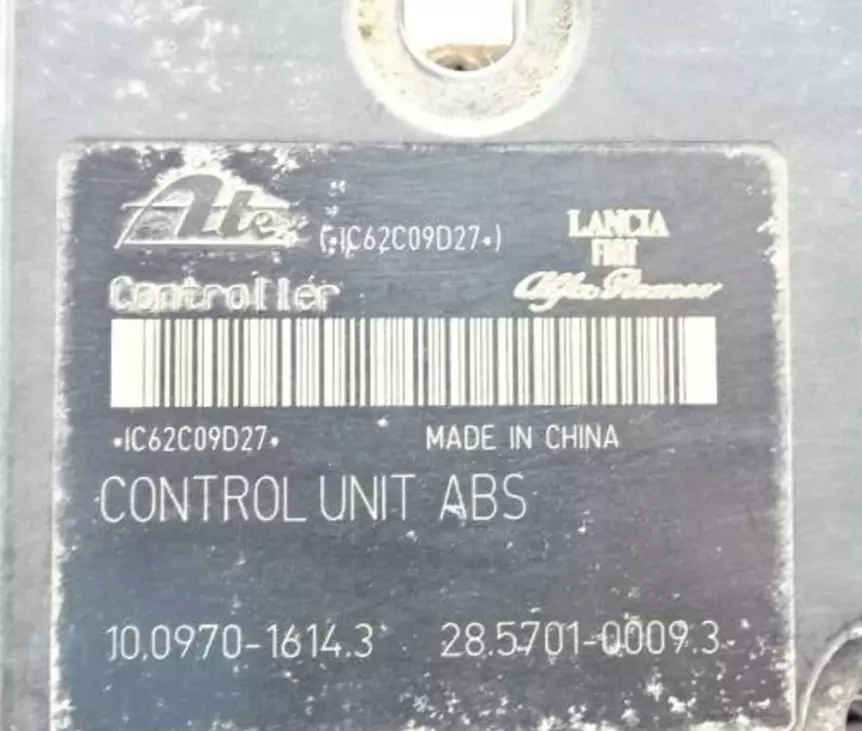 Ate (•IC62C09D27•)
LANCIA
FIAT
Alfa Romeo
Controller
•IC62C09D27• MADE IN CHINA
CONTROL UNIT ABS
10.0970-1614.3 28.5701-0009.3